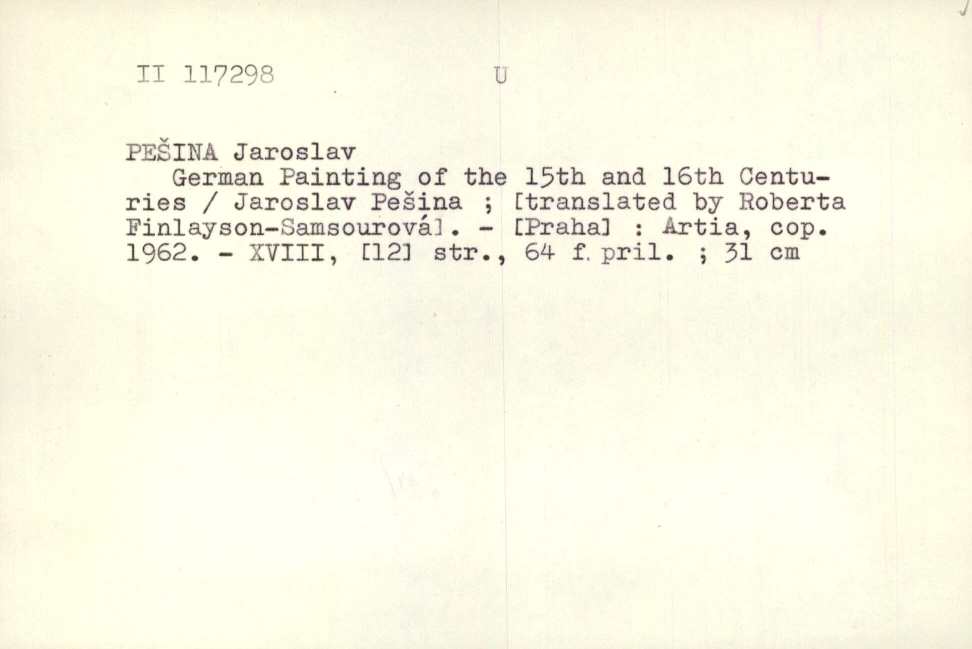 II 117298 U
PEŠINA Jaroslav
German Painting of the 15th and 16th Centu-
ries / Jaroslav Pešina ; [translated by Roberta
Finlayson-Samsourová]. - [Praha] : Artia, cop.
1962. - XVIII, [12] str., 64 f. pril. ; 31 cm